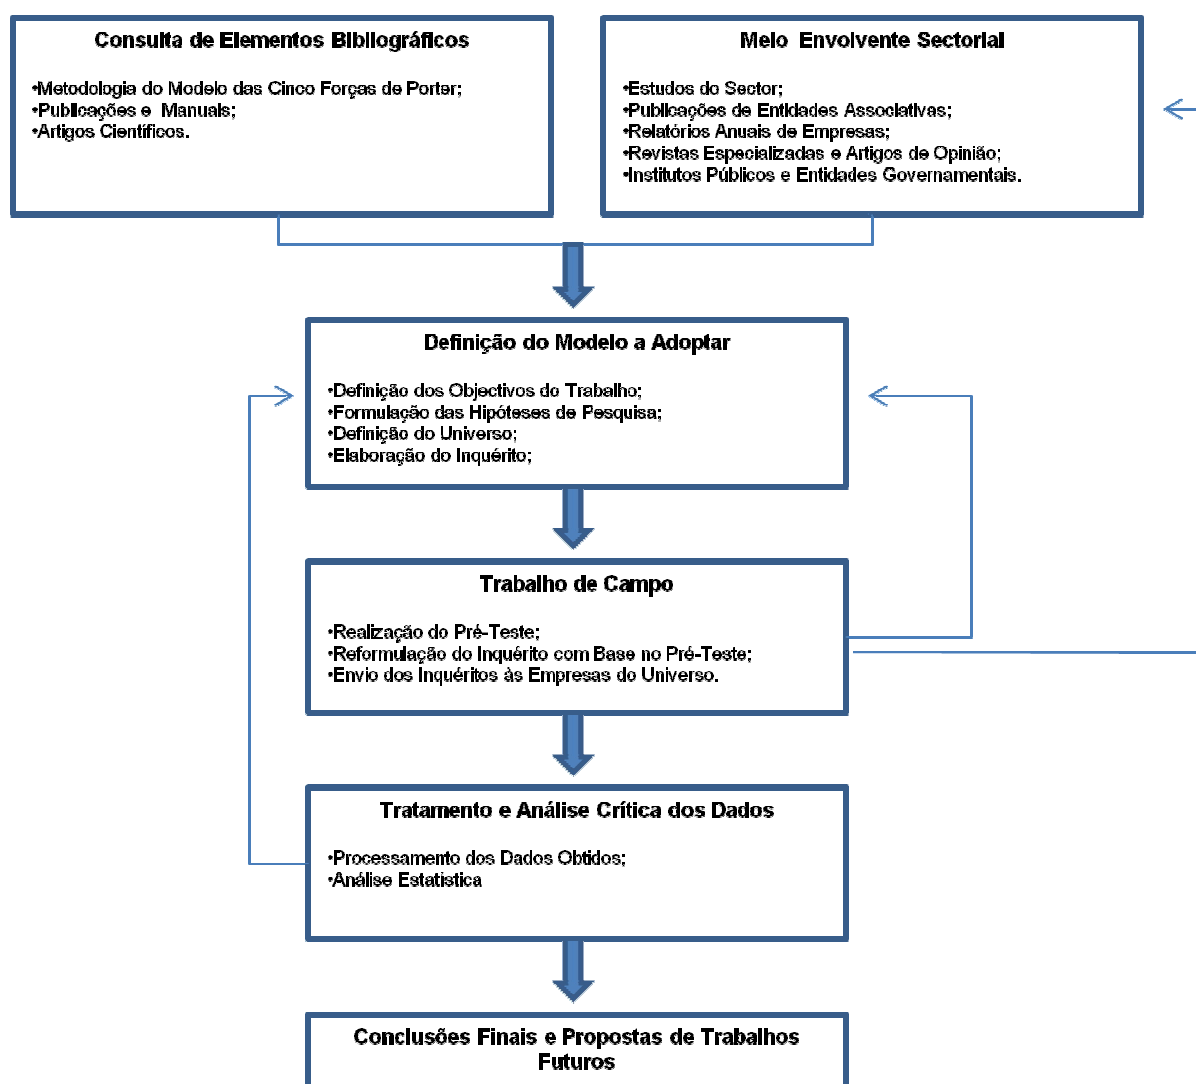 Consulta de Elementos Bibliográficos
•Metodologia do Modelo das Cinco Forças de Porter;
•Publicações e Manuais;
•Artigos Científicos.
Meio Envolvente Sectorial
•Estudos do Sector;
•Publicações de Entidades Associativas;
•Relatórios Anuais de Empresas;
•Revistas Especializadas e Artigos de Opinião;
•Institutos Públicos e Entidades Governamentais.
Definição do Modelo a Adoptar
•Definição dos Objectivos do Trabalho;
•Formulação das Hipóteses de Pesquisa;
•Definição do Universo;
•Elaboração do Inquérito;
Trabalho de Campo
•Realização do Pré-Teste;
•Reformulação do Inquérito com Base no Pré-Teste;
•Envio dos Inquéritos às Empresas do Universo.
Tratamento e Análise Crítica dos Dados
•Processamento dos Dados Obtidos;
•Análise Estatística
Conclusões Finais e Propostas de Trabalhos
Futuros